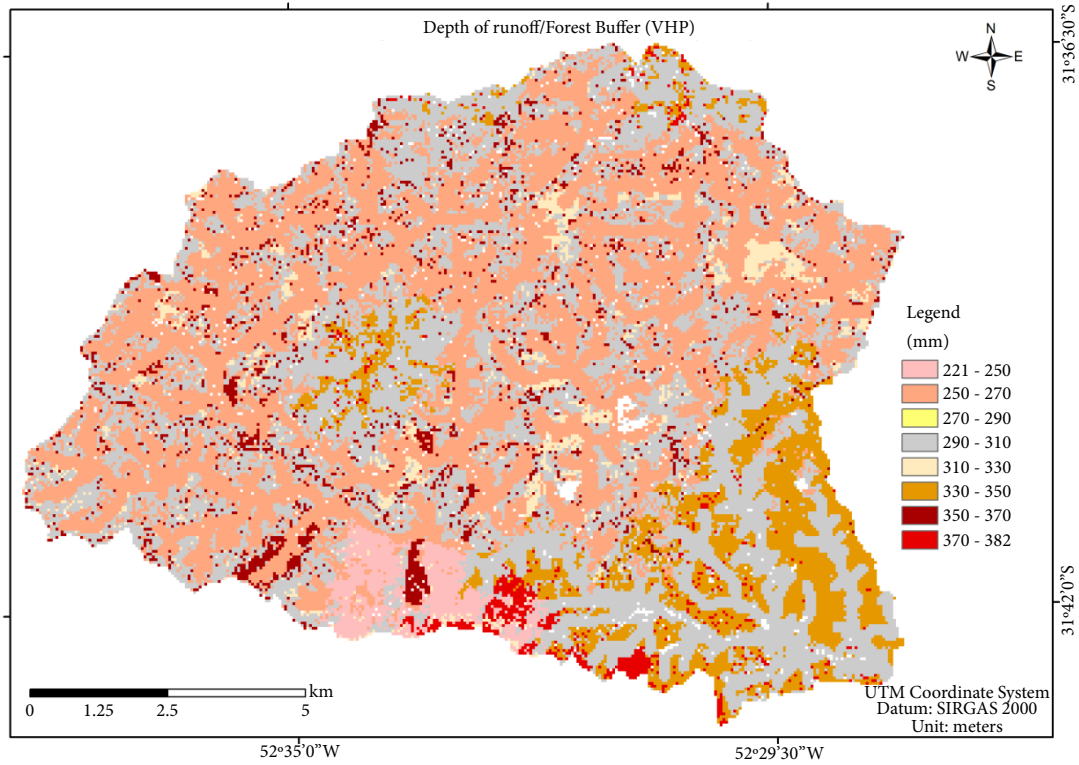 Depth of runoff/Forest Buffer (VHP)
N
W E
S
31°36'30"S
Legend
(mm)
221 - 250
250 - 270
270 - 290
290 - 310
310 - 330
330 - 350
350 - 370
370 - 382
31°42'0"S
km
0 1.25 2.5 5
UTM Coordinate System
Datum: SIRGAS 2000
Unit: meters
52°35'0"W
52°29'30"W